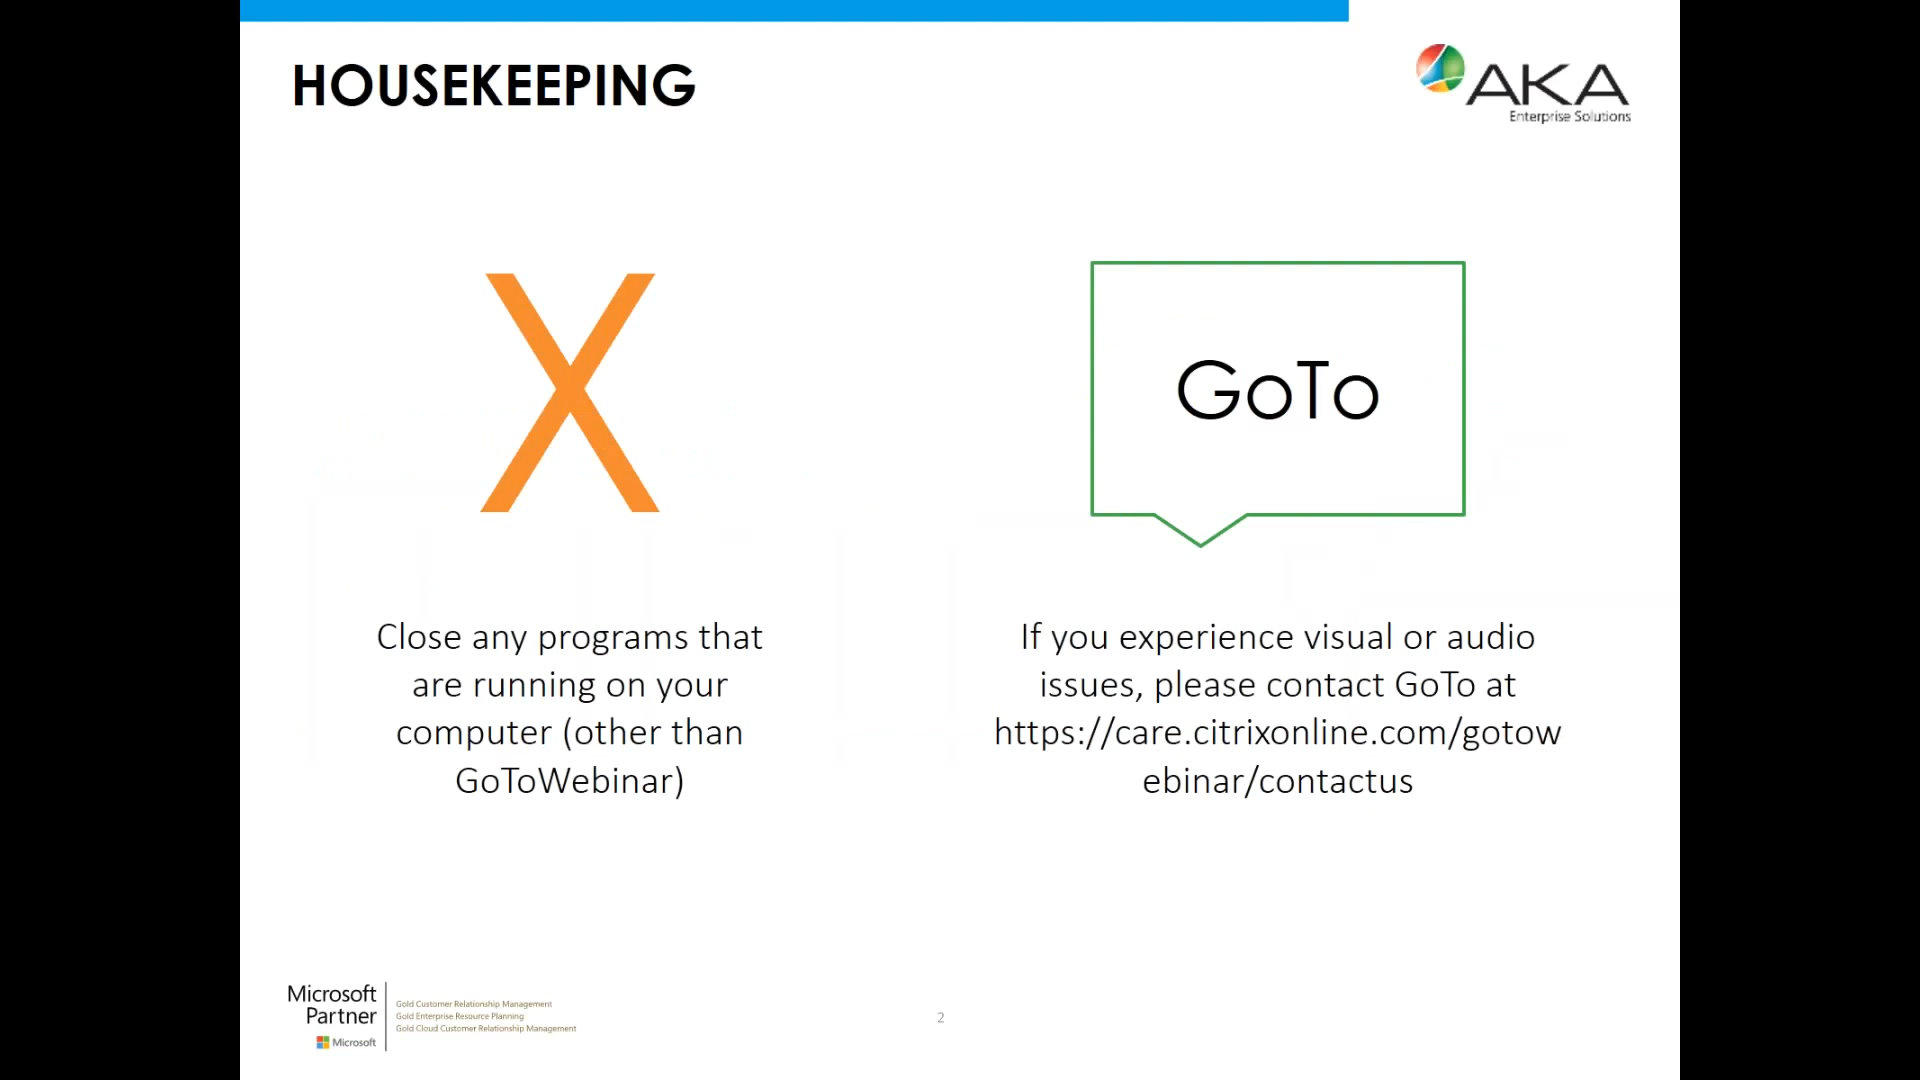 HOUSEKEEPING
AKA
Enterprise Solutions
X
GoTo
Close any programs that
are running on your
computer (other than
GoToWebinar)
If you experience visual or audio
issues, please contact GoTo at
https://care.citrixonline.com/gotow
ebinar/contactus
Microsoft
Partner
Microsoft
Gold Customer Relationship Management
Gold Enterprise Resource Planning
Gold Cloud Customer Relationship Management
2